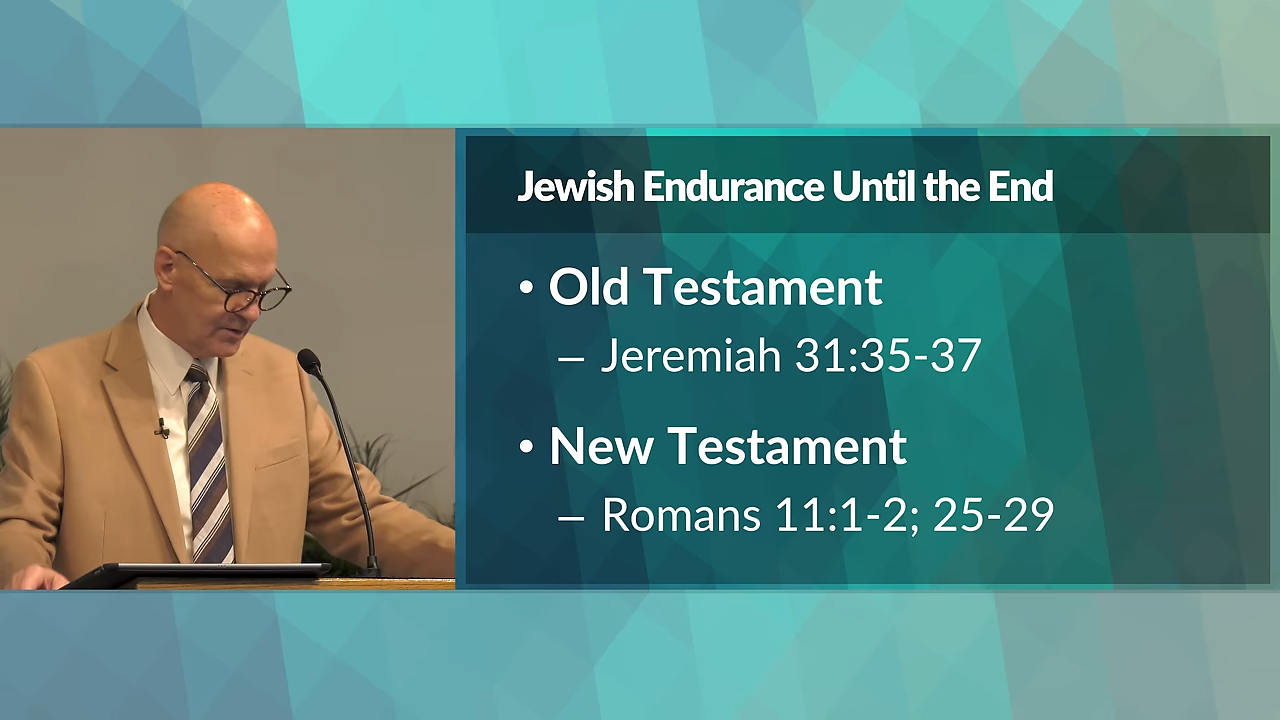 Jewish Endurance Until the End
• Old Testament
– Jeremiah 31:35-37
• New Testament
– Romans 11:1-2; 25-29